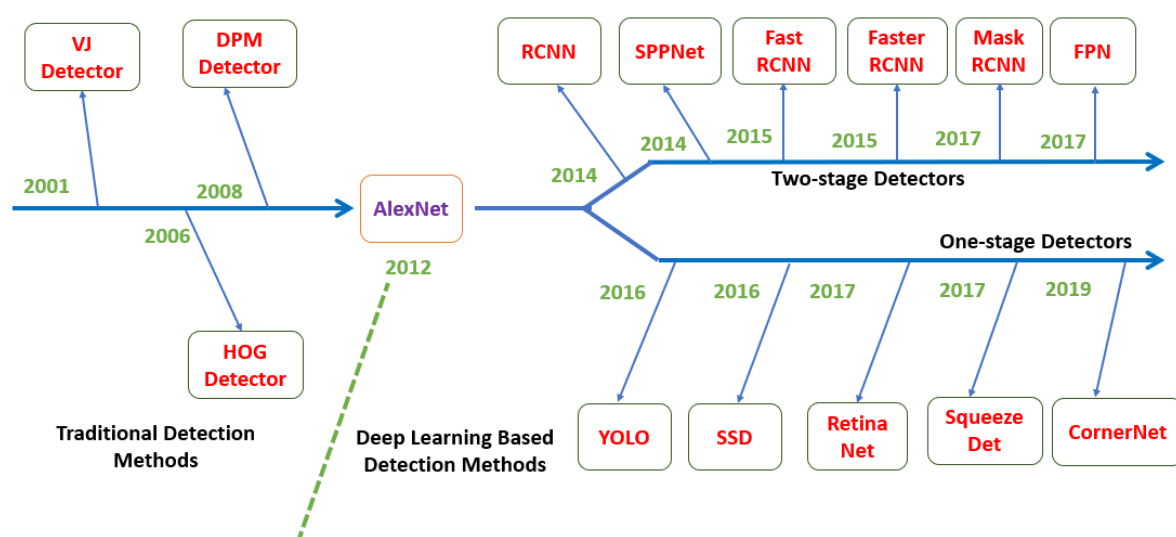 VJ
Detector
DPM
Detector
RCNN
SPPNet
Fast
RCNN
Faster
RCNN
Mask
RCNN
FPN
2001
2008
2006
2014
2014
2015
2015
2017
2017
Two-stage Detectors
AlexNet
2012
One-stage Detectors
2016
2016
2017
2017
2019
HOG
Detector
Traditional Detection
Methods
Deep Learning Based
Detection Methods
YOLO
SSD
Retina
Net
Squeeze
Det
CornerNet